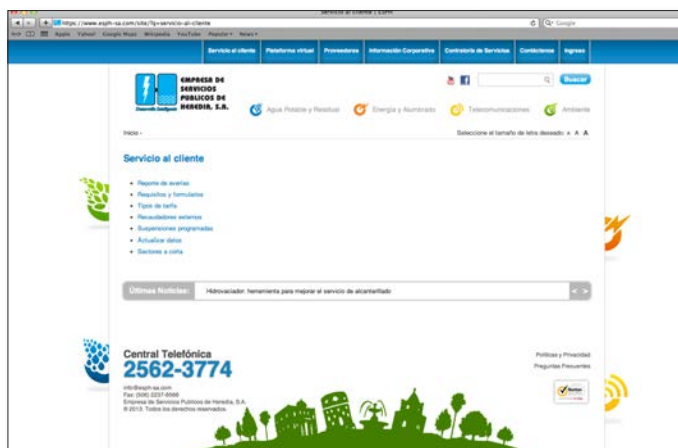 Servicio al cliente | ESPH
https://www.esph-sa.com/site/?q=servicio-al-cliente
Google
Apple Yahoo! Google Maps Wikipedia YouTube Popular News
Servicio al cliente Plataforma virtual Proveedores Información Corporativa Contraloría de Servicios Contáctenos Ingreso
EMPRESA DE
SERVICIOS
PUBLICOS DE
HEREDIA, S.A.
Buscar
Agua Potable y Residual Energía y Alumbrado Telecomunicaciones Ambiente
Inicio ›
Seleccione el tamaño de letra deseado: A A A
Servicio al cliente
Reporte de averías
Requisitos y formularios
Tipos de tarifa
Recaudadores externos
Suspensiones programadas
Actualizar datos
Sectores a corta
Últimas Noticias: Hidrovaciador: herramienta para mejorar el servicio de alcantarillado < >
Central Telefónica
2562-3774
info@esph-sa.com
Fax: (506) 2237-6566
Empresa de Servicios Publicos de Heredia, S.A.
© 2013. Todos los derechos reservados.
Políticas y Privacidad
Preguntas Frecuentes
Norton